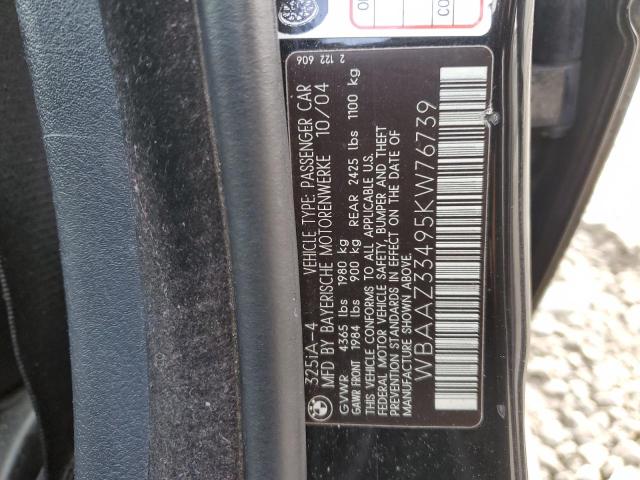 3251A-4 VEHICLE TYPE: PASSENGER CAR
MFD BY BAYERISCHE MOTORENWERKE 10/04
GVWR 4365 lbs 1980 kg
GAWR FRONT 1984 lbs 900 kg REAR 2425 lbs 1100 kg
THIS VEHICLE CONFORMS TO ALL APPLICABLE U.S.
FEDERAL MOTOR VEHICLE SAFETY, BUMPER AND THEFT
PREVENTION STANDARDS IN EFFECT ON THE DATE OF
MANUFACTURE SHOWN ABOVE.
WBAAZ33495KW76739
2 122 606
CO